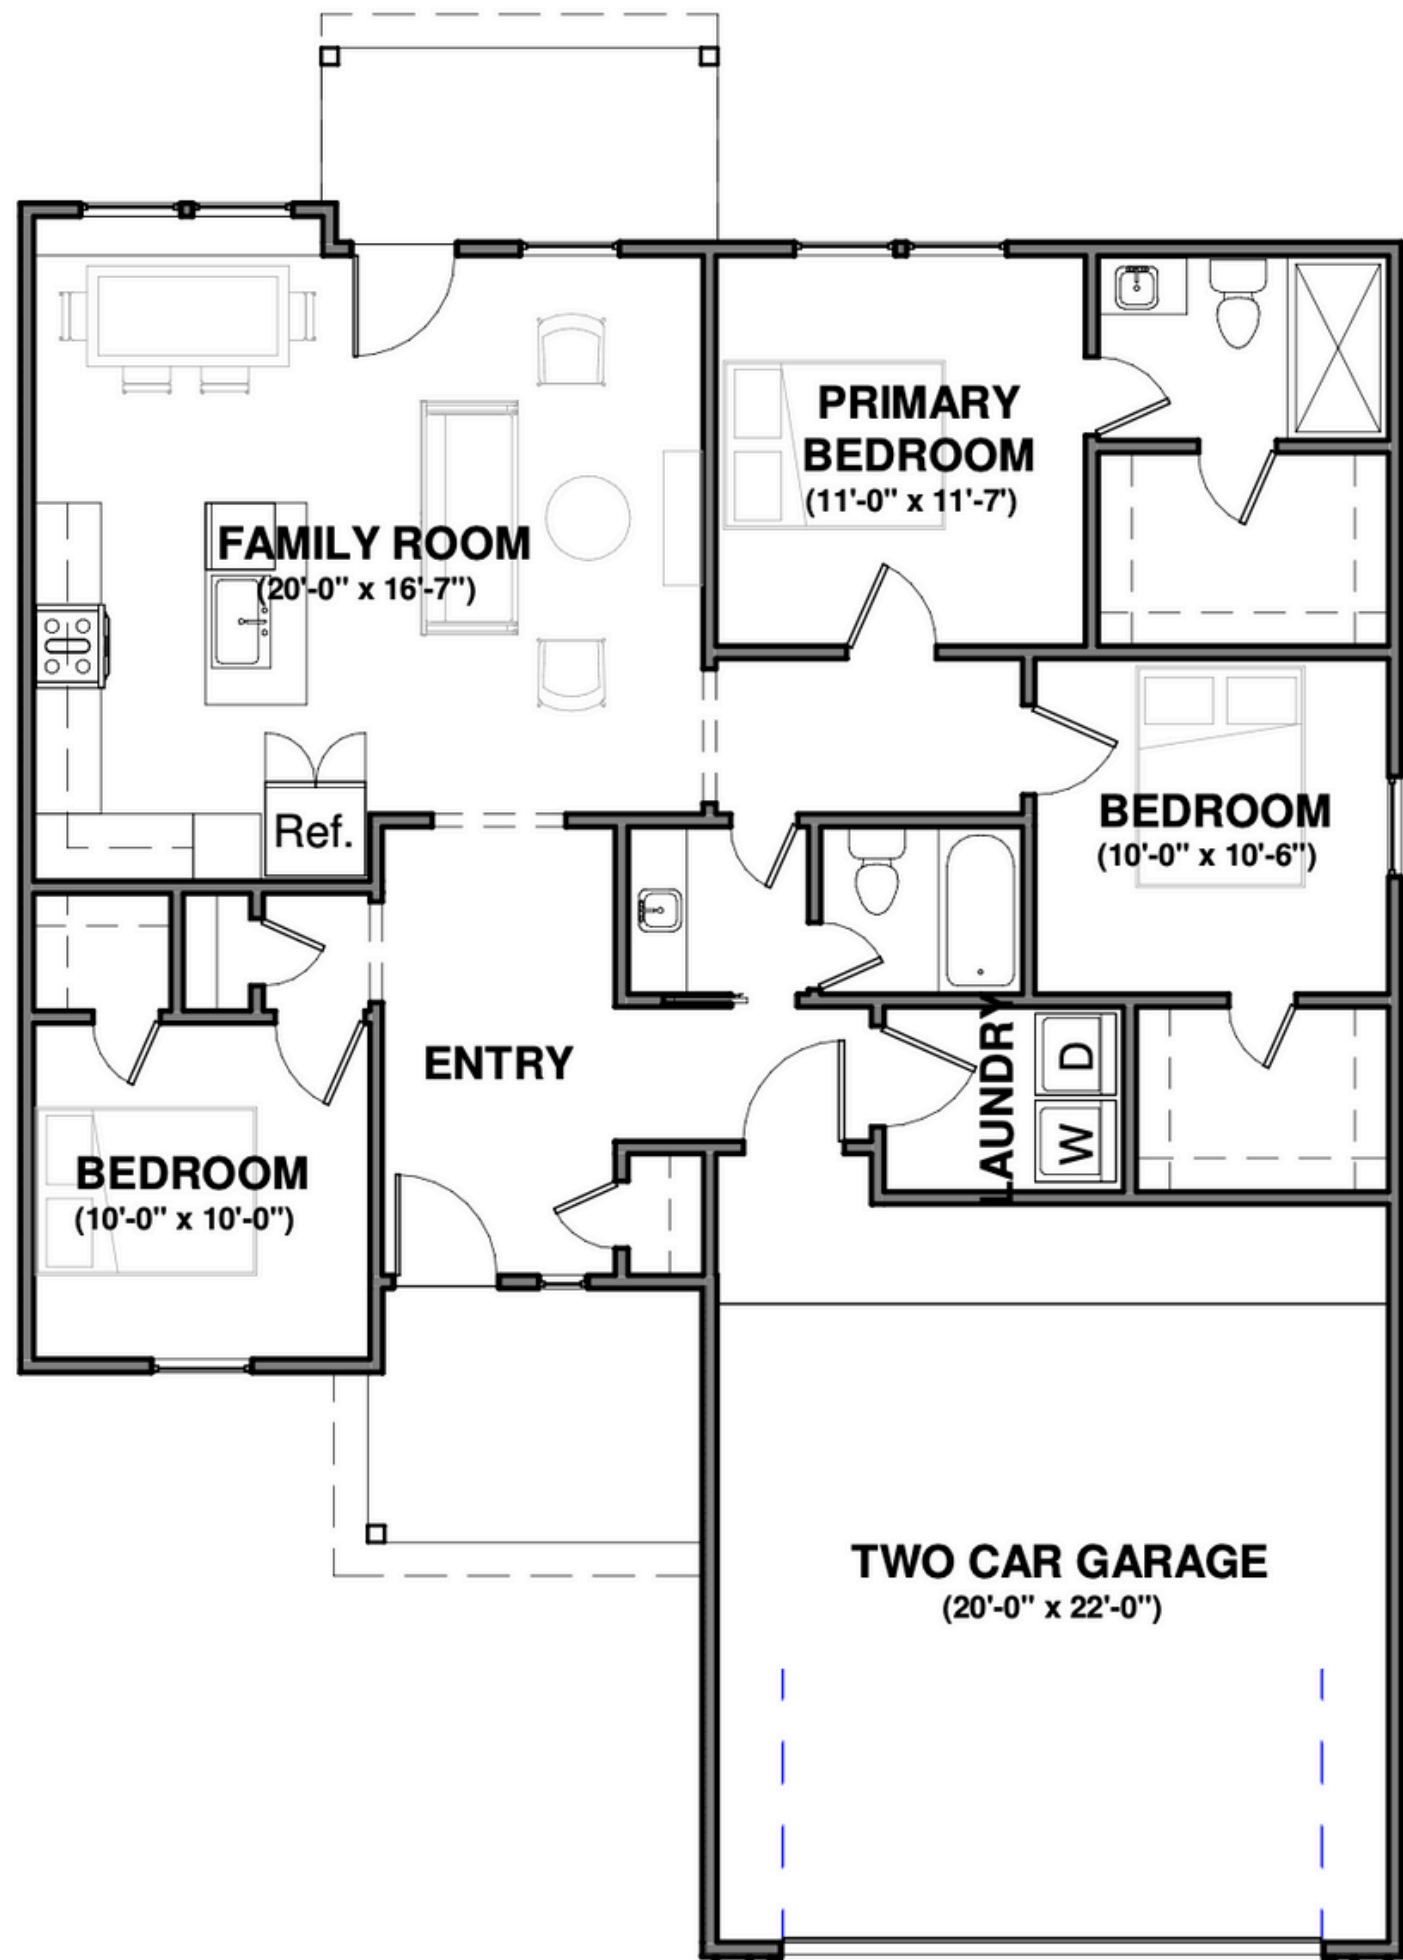 PRIMARY
BEDROOM
(11'-0" x 11'-7')
FAMILY ROOM
(20'-0" x 16'-7")
Ref.
BEDROOM
(10'-0" x 10'-6")
ENTRY
LAUNDRY
D
W
BEDROOM
(10'-0" x 10'-0")
TWO CAR GARAGE
(20'-0" x 22'-0")